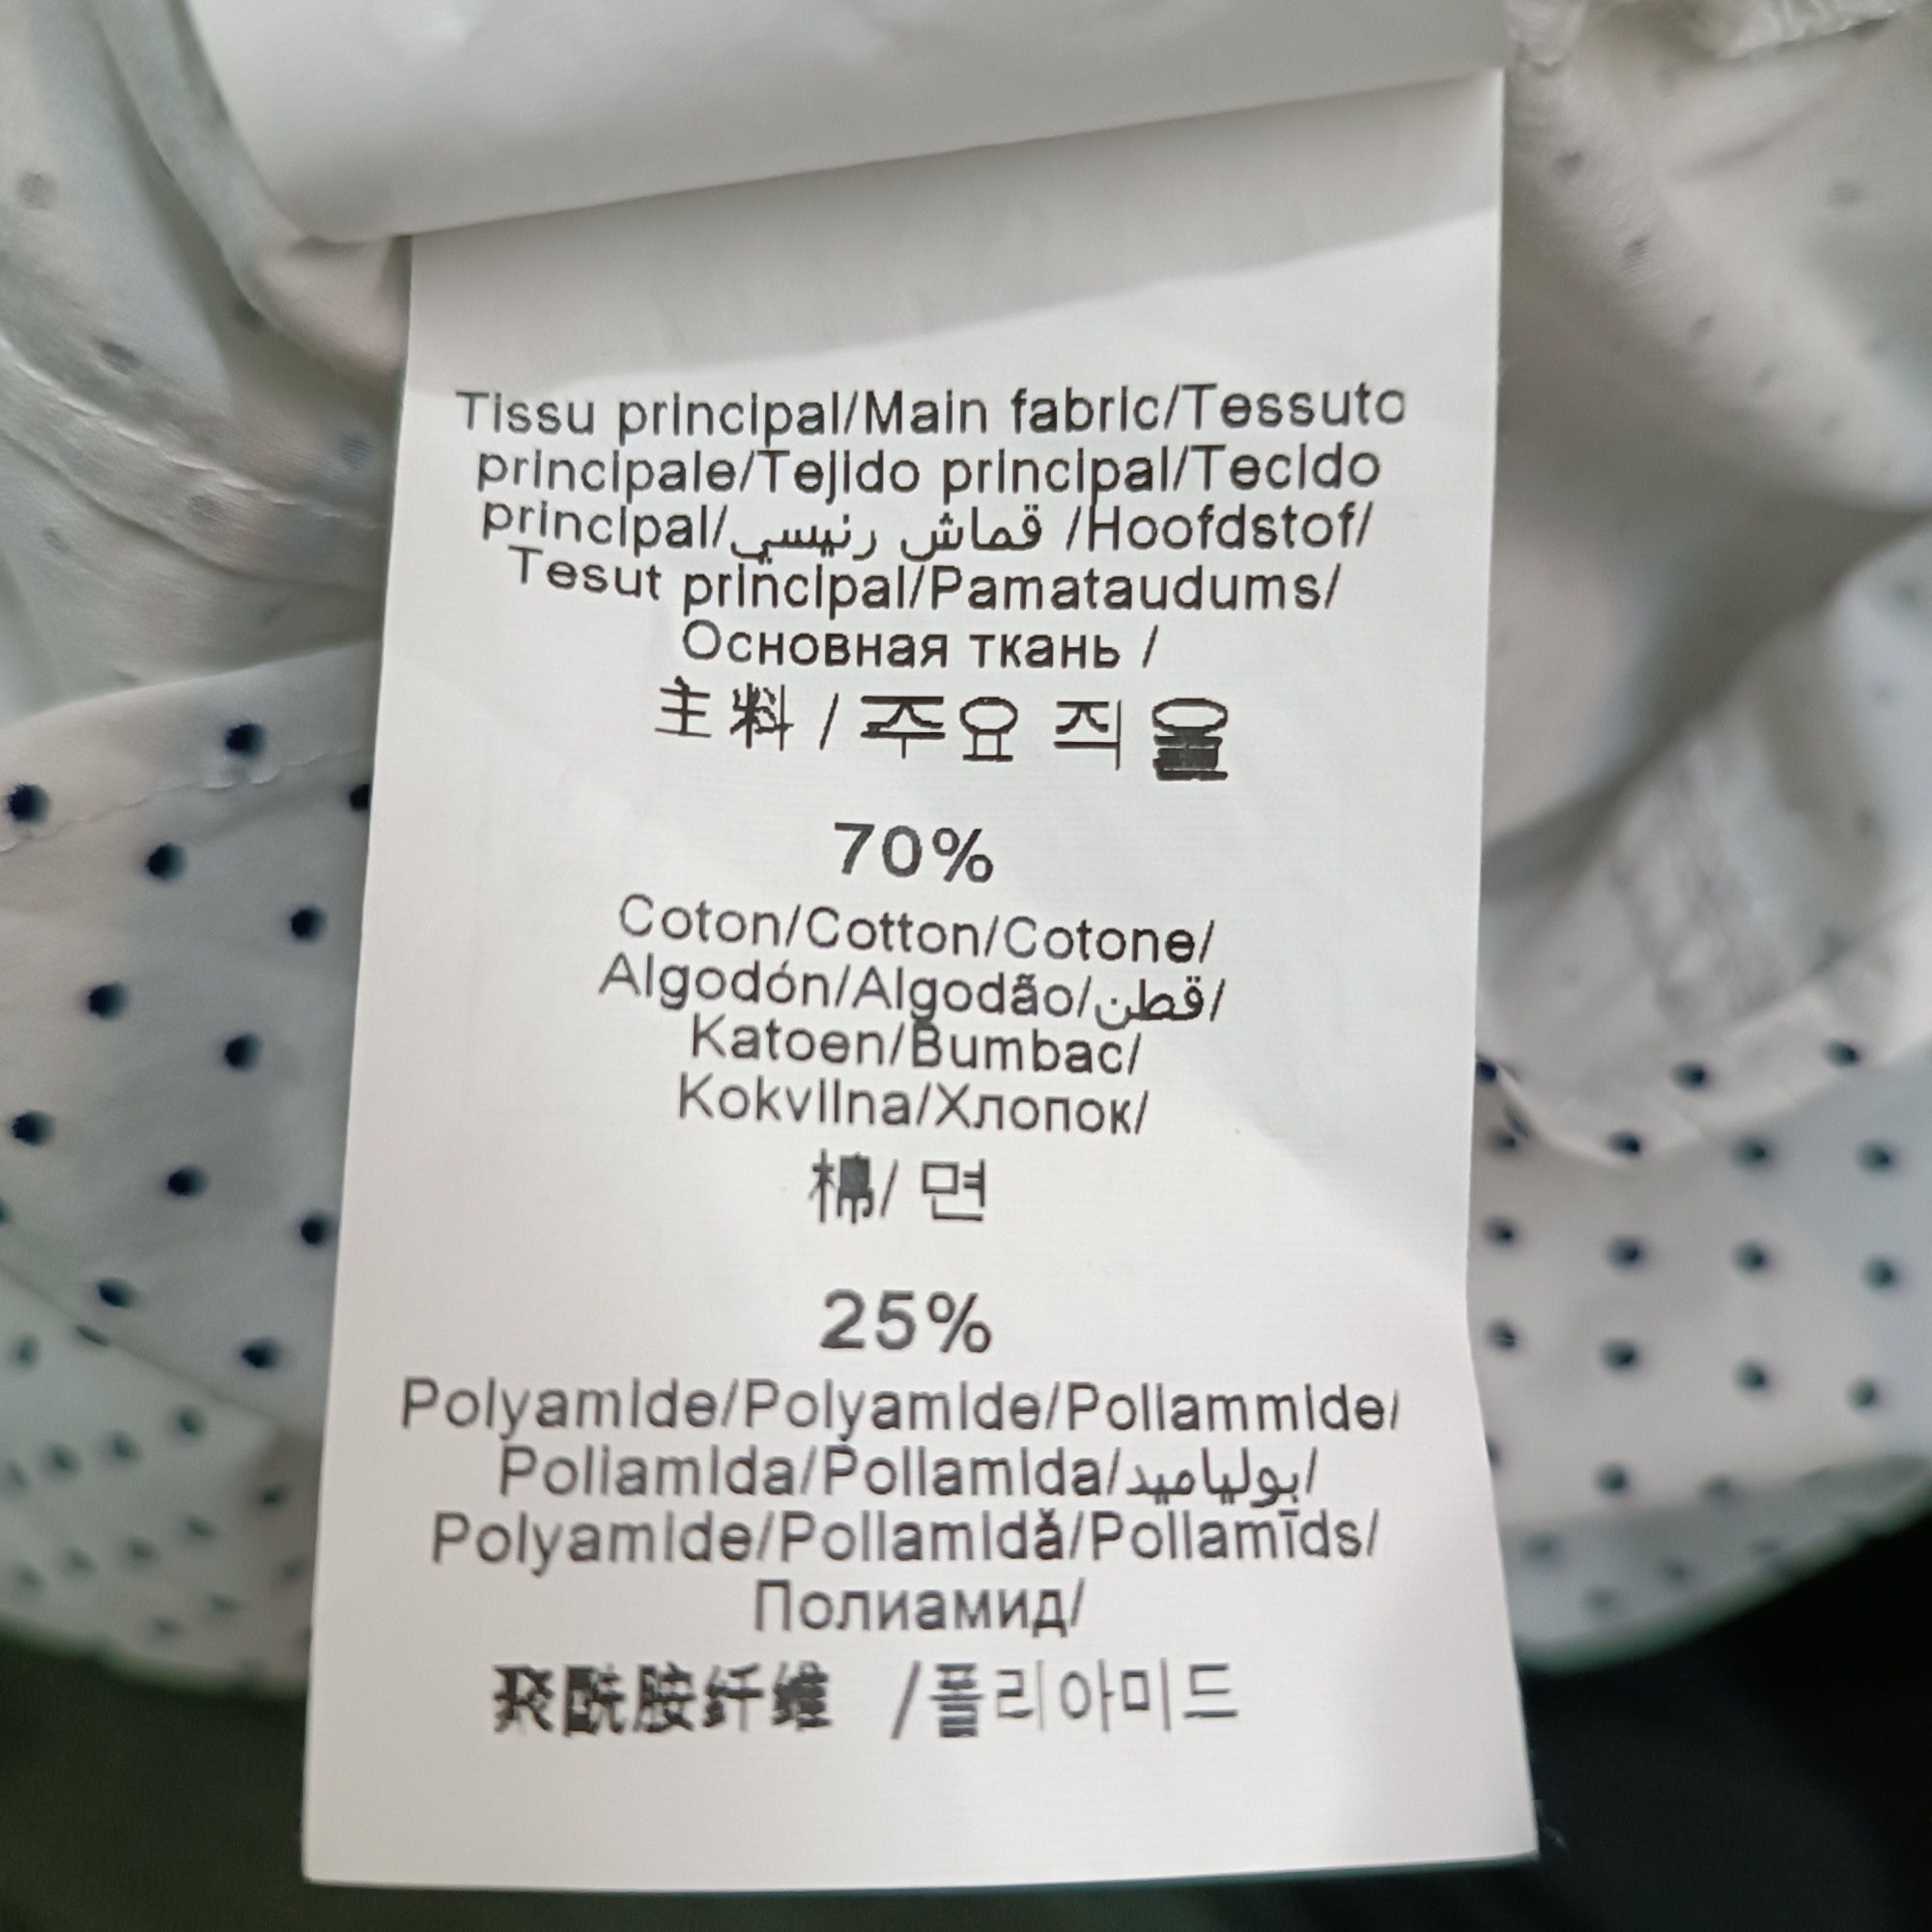 Tissu principal/Main fabric/Tessuto
principale/Tejido principal/Tecido
principal/قماش رئيسي /Hoofdstof/
Tesut principal/Pamataudums/
Основная ткань /
主料/주요 직물
70%
Coton/Cotton/Cotone/
Algodón/Algodão/قطن/
Katoen/Bumbac/
Kokvilna/Хлопок/
棉/ 면
25%
Polyamide/Polyamide/Poliammide/
Poliamida/Poliamida/بولياميد/
Polyamide/Poliamidă/Poliamīds/
Полиамид/
聚酰胺纤维 /폴리아미드